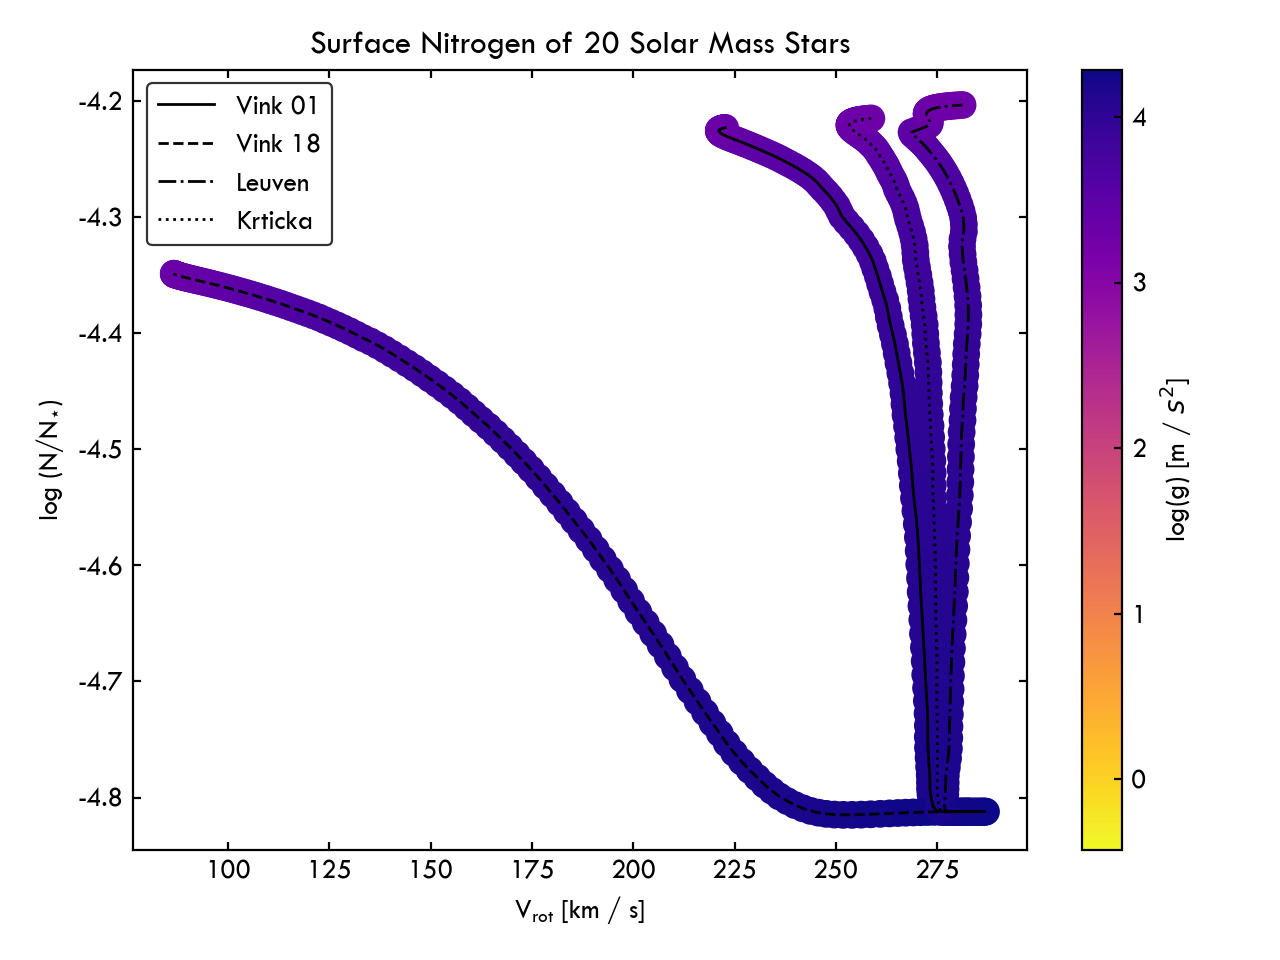 Surface Nitrogen of 20 Solar Mass Stars
Vink 01
Vink 18
Leuven
Krticka
-4.2
-4.3
-4.4
-4.5
-4.6
-4.7
-4.8
log (N/N⋆)
100 125 150 175 200 225 250 275
V_rot [km / s]
4
3
2
1
0
log(g) [m / s²]